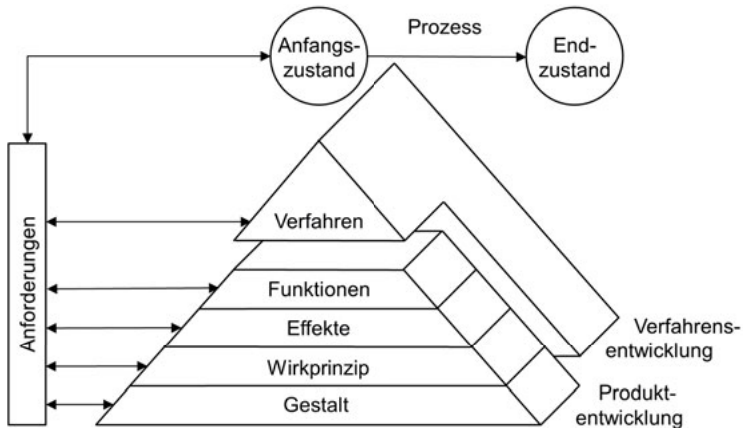 Prozess
Anfangs-
zustand
End-
zustand
Anforderungen
Verfahren
Funktionen
Effekte
Wirkprinzip
Gestalt
Verfahrens-
entwicklung
Produkt-
entwicklung